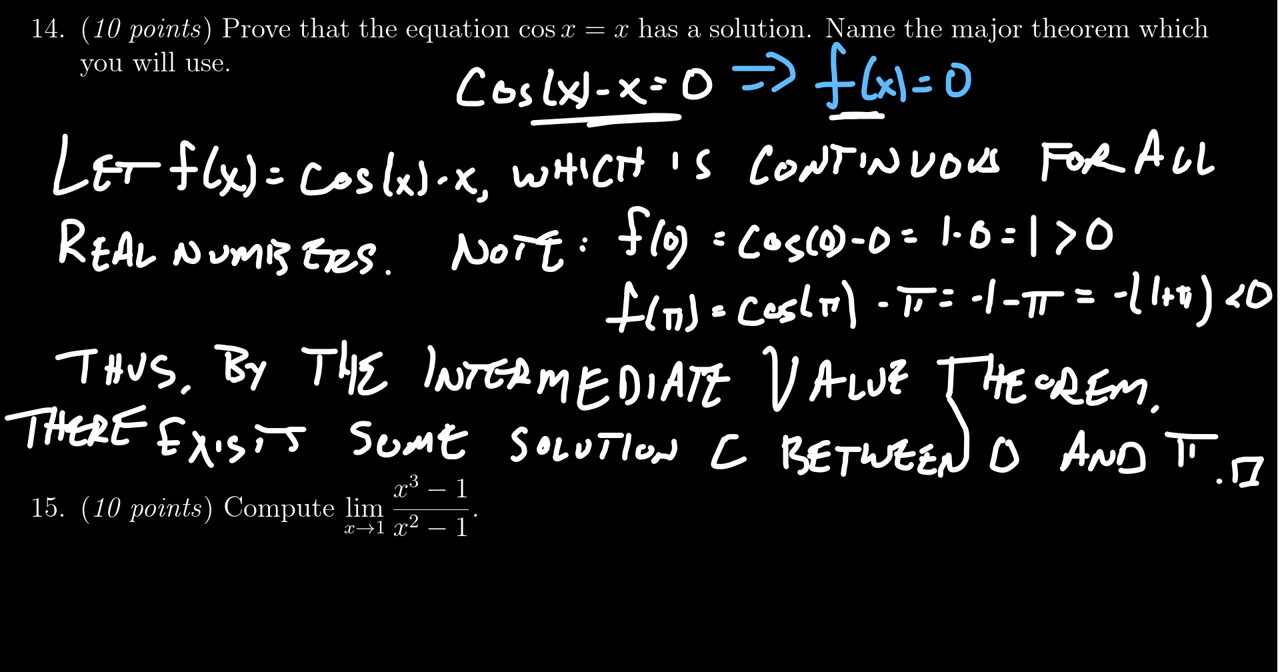 14. (10 points) Prove that the equation cos x = x has a solution. Name the major theorem which
you will use.
Cos(x)-x=0 => f(x)=0
LET f(x)=cos(x)-x, WHICH IS CONTINUOUS FOR ALL
REAL NUMBERS. NOTE: f(0)=cos(0)-0=1-0=1>0
f(π)=cos(π)-π=-1-π=-(1+π)<0
THUS, BY THE INTERMEDIATE VALUE THEOREM,
THERE EXISTS SOME SOLUTION C BETWEEN 0 AND π. □
15. (10 points) Compute lim_{x→1} (x³ − 1)/(x² − 1).